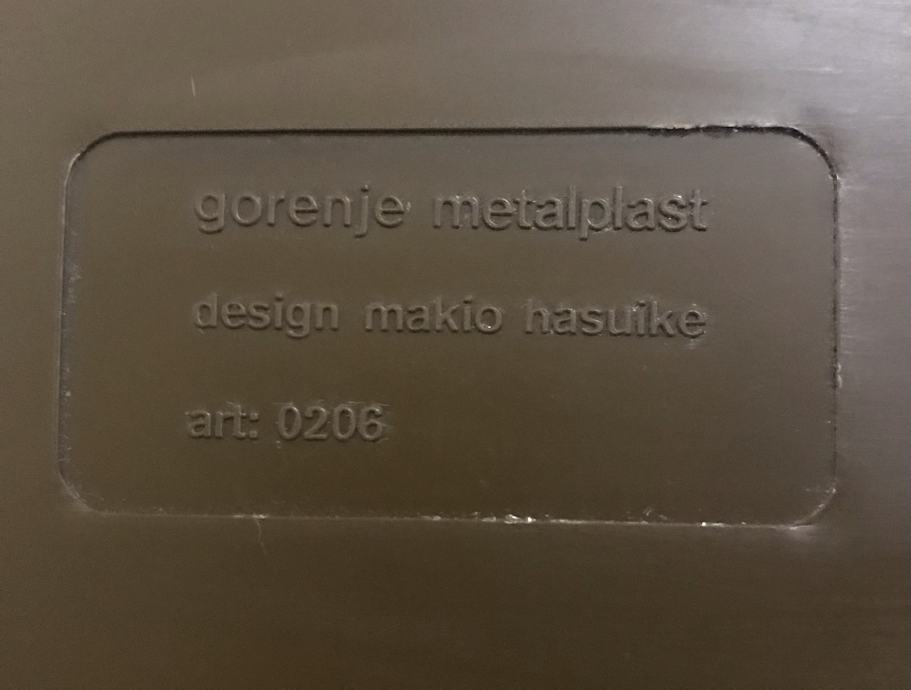 gorenje metalplast
design makio hasuike
art: 0206